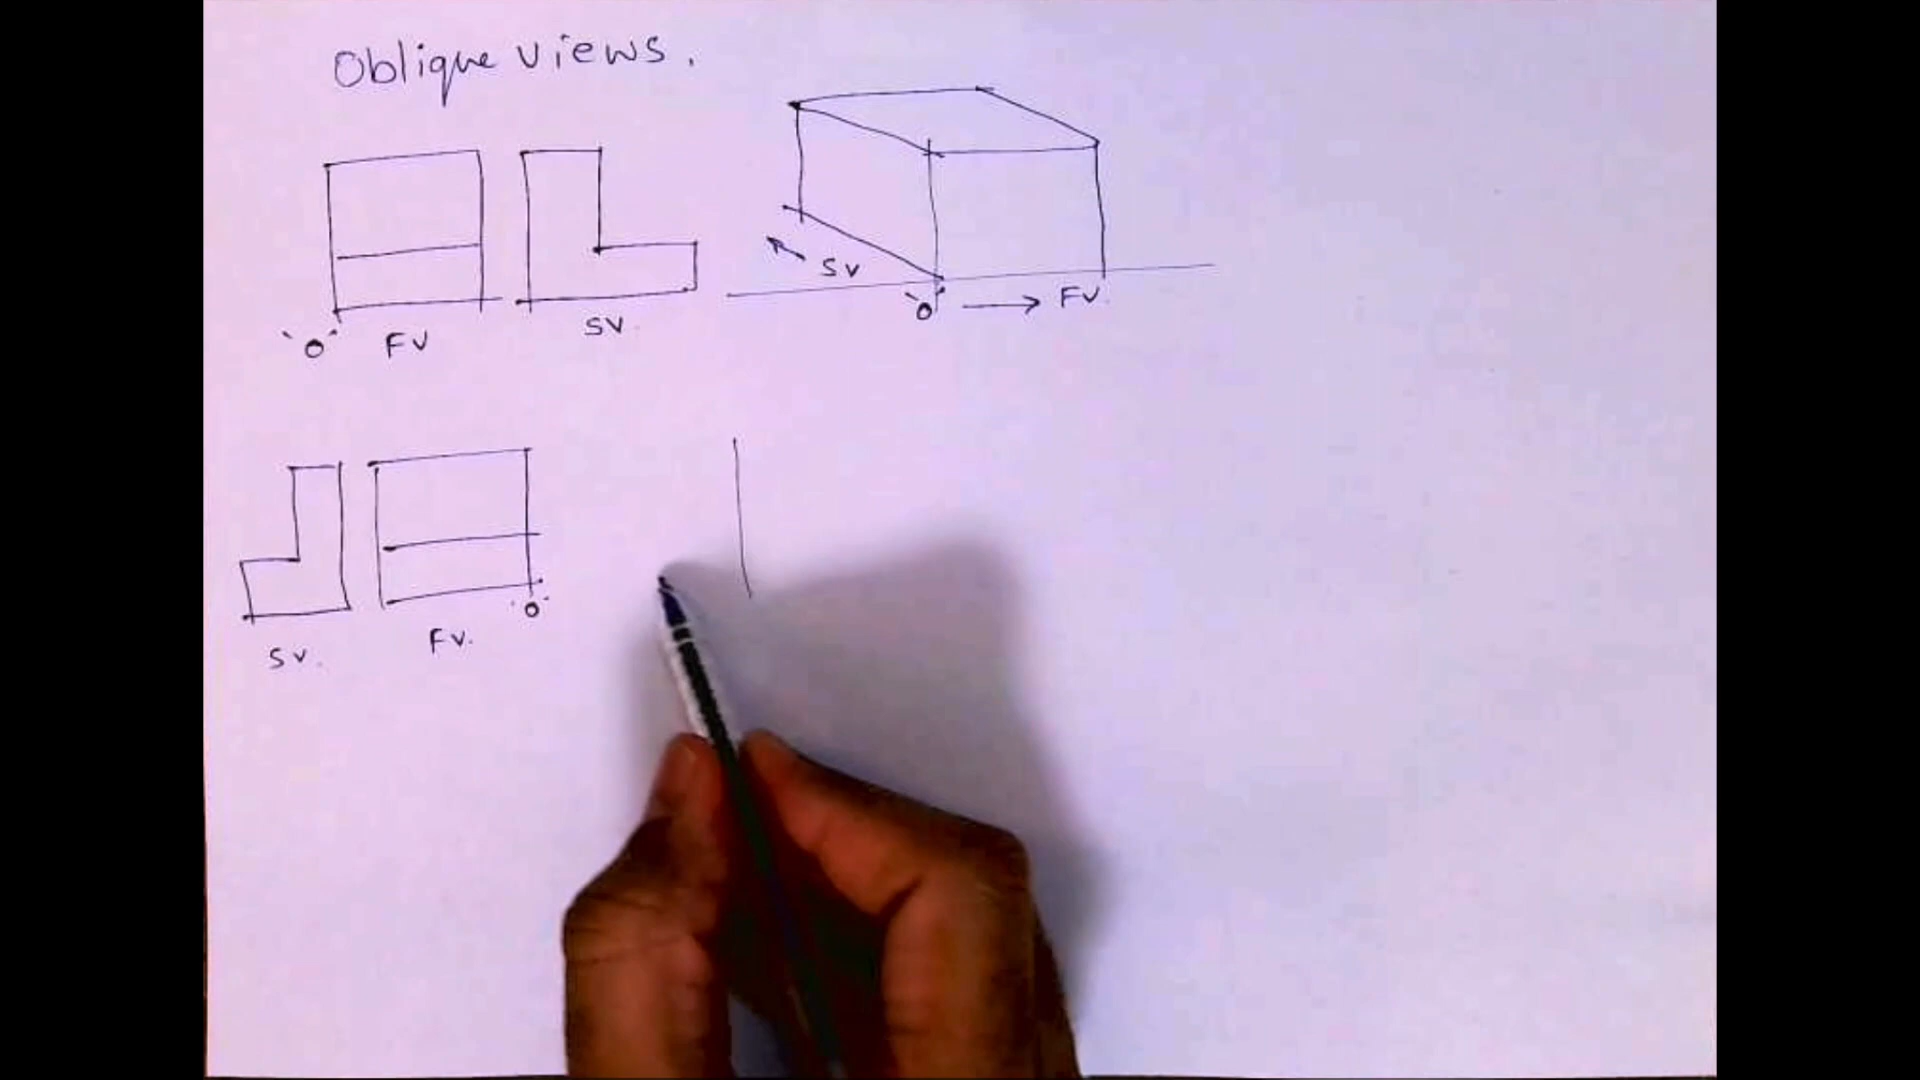 Oblique views.
'O' FV
SV.
SV
'O' → FV.
SV.
FV.
'O'